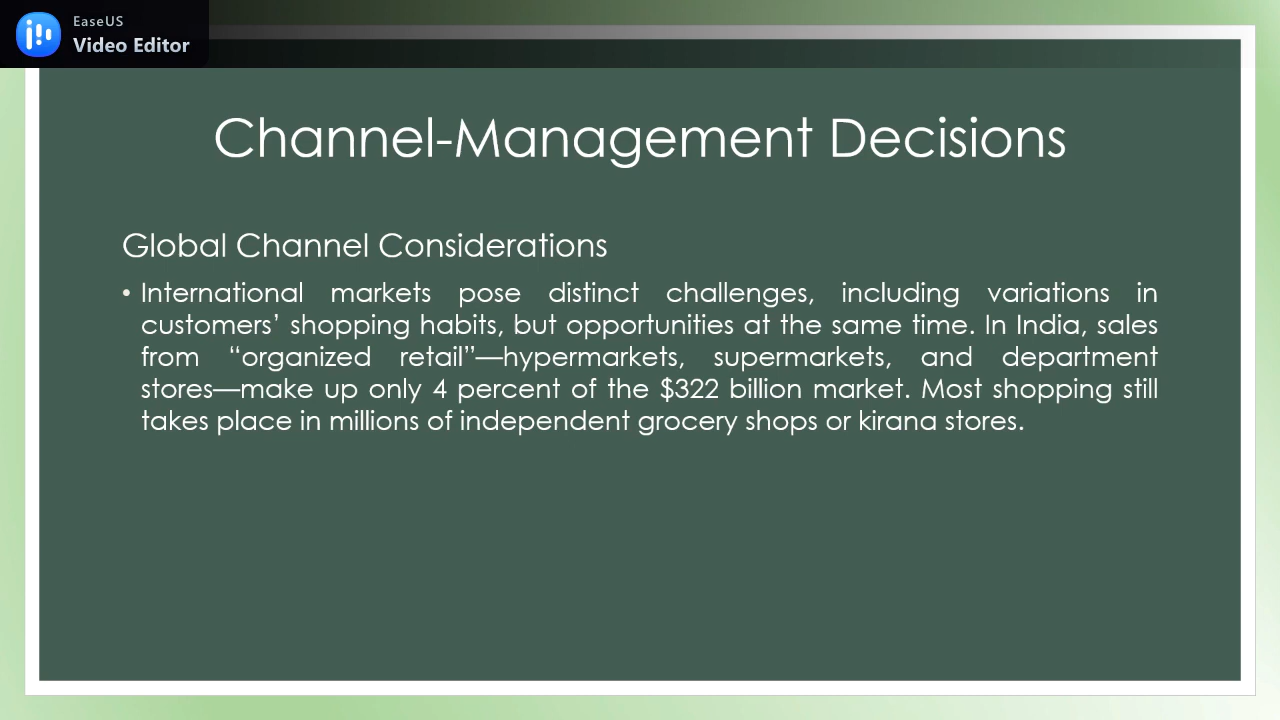 EaseUS
Video Editor
Channel-Management Decisions
Global Channel Considerations
• International markets pose distinct challenges, including variations in
customers’ shopping habits, but opportunities at the same time. In India, sales
from “organized retail”—hypermarkets, supermarkets, and department
stores—make up only 4 percent of the $322 billion market. Most shopping still
takes place in millions of independent grocery shops or kirana stores.